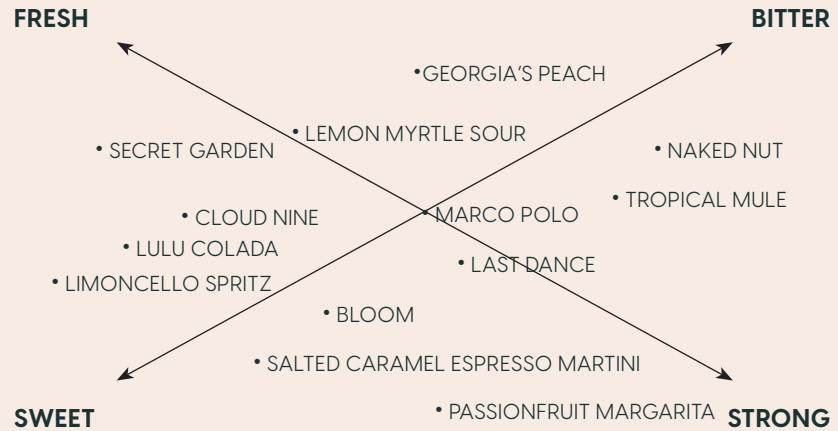 FRESH
BITTER
•GEORGIA'S PEACH
• LEMON MYRTLE SOUR
• SECRET GARDEN
• NAKED NUT
• TROPICAL MULE
• CLOUD NINE
• MARCO POLO
• LULU COLADA
• LAST DANCE
• LIMONCELLO SPRITZ
• BLOOM
• SALTED CARAMEL ESPRESSO MARTINI
• PASSIONFRUIT MARGARITA
SWEET
STRONG